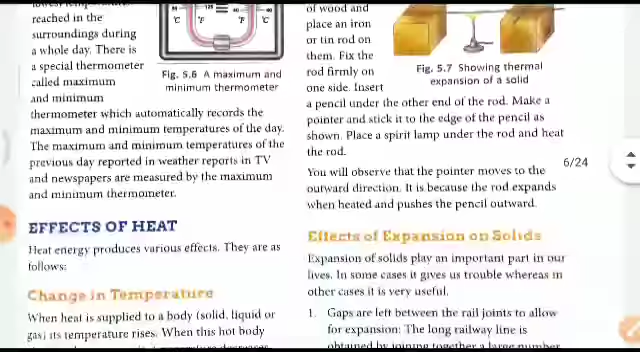 reached in the
surroundings during
a whole day. There is
a special thermometer
called maximum
and minimum
thermometer which automatically records the
maximum and minimum temperatures of the day.
The maximum and minimum temperatures of the
previous day reported in weather reports in TV
and newspapers are measured by the maximum
and minimum thermometer.
°C °F °F °C
Fig. 5.6 A maximum and
minimum thermometer
EFFECTS OF HEAT
Heat energy produces various effects. They are as
follows:
Change in Temperature
When heat is supplied to a body (solid, liquid or
gas) its temperature rises. When this hot body
of wood and
place an iron
or tin rod on
them. Fix the
rod firmly on
one side. Insert
a pencil under the other end of the rod. Make a
pointer and stick it to the edge of the pencil as
shown. Place a spirit lamp under the rod and heat
the rod.
Fig. 5.7 Showing thermal
expansion of a solid
You will observe that the pointer moves to the
outward direction. It is because the rod expands
when heated and pushes the pencil outward.
Effects of Expansion on Solids
Expansion of solids play an important part in our
lives. In some cases it gives us trouble whereas in
other cases it is very useful.
1. Gaps are left between the rail joints to allow
for expansion: The long railway line is
obtained by joining together a large number
6/24